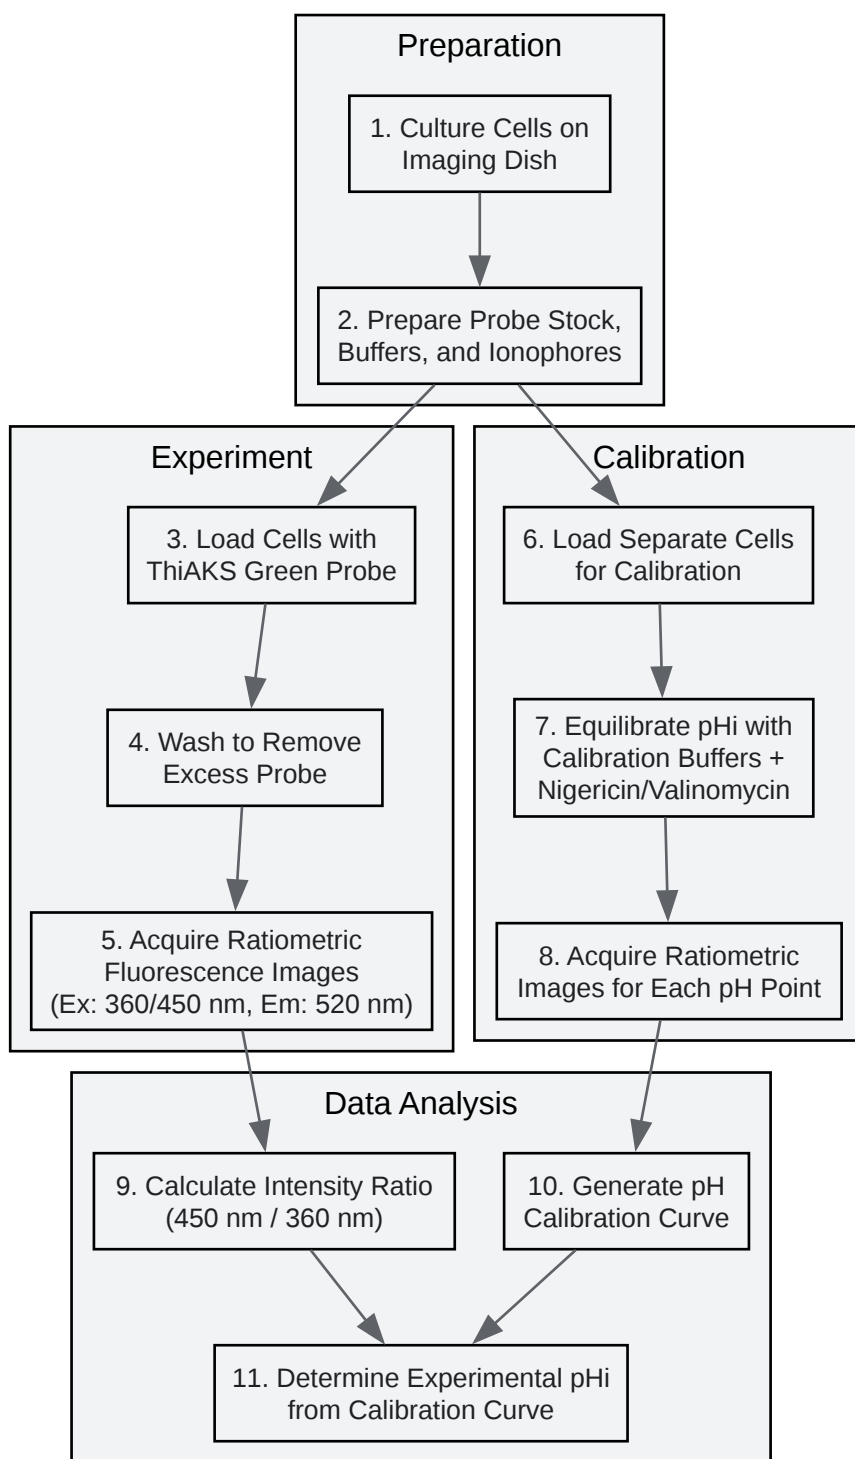 Preparation
1. Culture Cells on
Imaging Dish
2. Prepare Probe Stock,
Buffers, and Ionophores
Experiment
3. Load Cells with
ThiAKS Green Probe
4. Wash to Remove
Excess Probe
5. Acquire Ratiometric
Fluorescence Images
(Ex: 360/450 nm, Em: 520 nm)
Calibration
6. Load Separate Cells
for Calibration
7. Equilibrate pHi with
Calibration Buffers +
Nigericin/Valinomycin
8. Acquire Ratiometric
Images for Each pH Point
Data Analysis
9. Calculate Intensity Ratio
(450 nm / 360 nm)
10. Generate pH
Calibration Curve
11. Determine Experimental pHi
from Calibration Curve